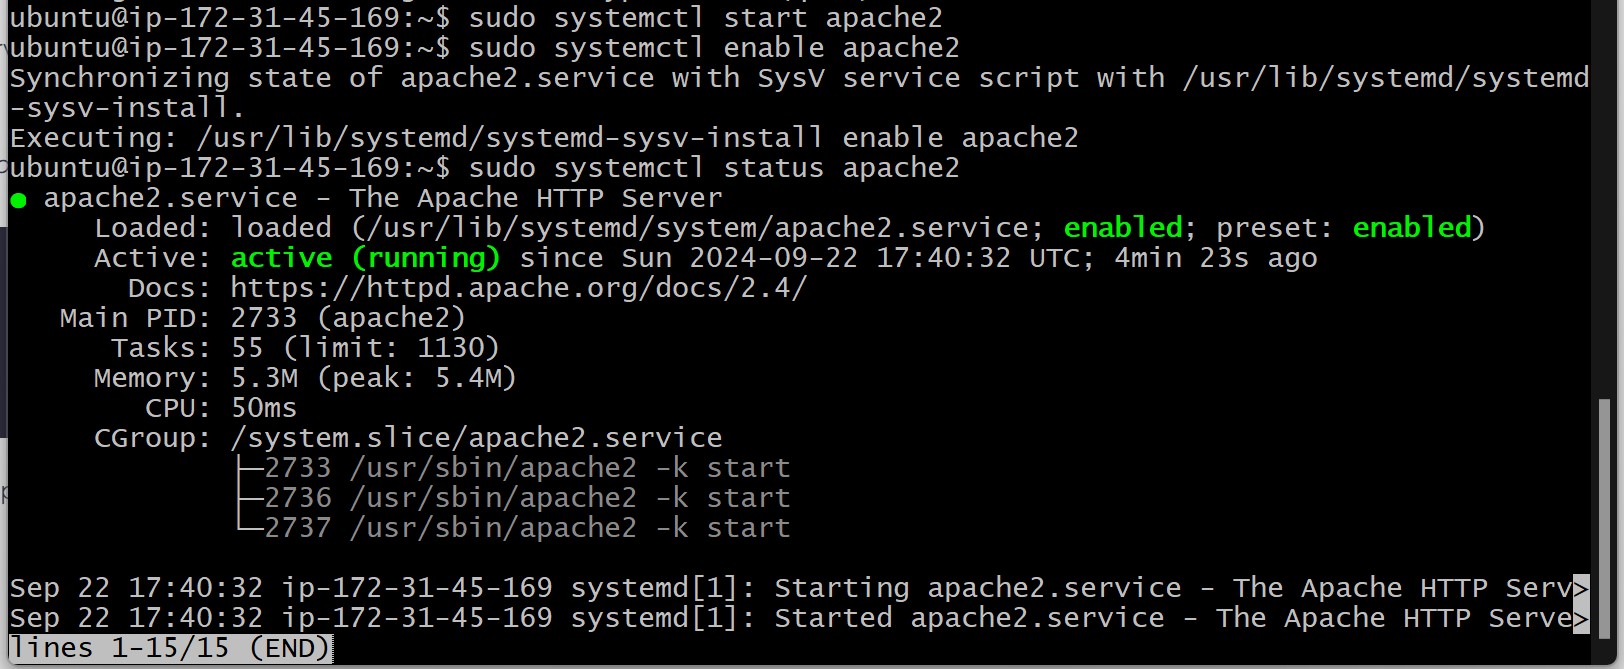 ubuntu@ip-172-31-45-169:~$ sudo systemctl start apache2
ubuntu@ip-172-31-45-169:~$ sudo systemctl enable apache2
Synchronizing state of apache2.service with SysV service script with /usr/lib/systemd/systemd
-sysv-install.
Executing: /usr/lib/systemd/systemd-sysv-install enable apache2
ubuntu@ip-172-31-45-169:~$ sudo systemctl status apache2
● apache2.service - The Apache HTTP Server
     Loaded: loaded (/usr/lib/systemd/system/apache2.service; enabled; preset: enabled)
     Active: active (running) since Sun 2024-09-22 17:40:32 UTC; 4min 23s ago
       Docs: https://httpd.apache.org/docs/2.4/
   Main PID: 2733 (apache2)
      Tasks: 55 (limit: 1130)
     Memory: 5.3M (peak: 5.4M)
        CPU: 50ms
     CGroup: /system.slice/apache2.service
             ├─2733 /usr/sbin/apache2 -k start
             ├─2736 /usr/sbin/apache2 -k start
             └─2737 /usr/sbin/apache2 -k start
Sep 22 17:40:32 ip-172-31-45-169 systemd[1]: Starting apache2.service - The Apache HTTP Serv>
Sep 22 17:40:32 ip-172-31-45-169 systemd[1]: Started apache2.service - The Apache HTTP Serve>
lines 1-15/15 (END)